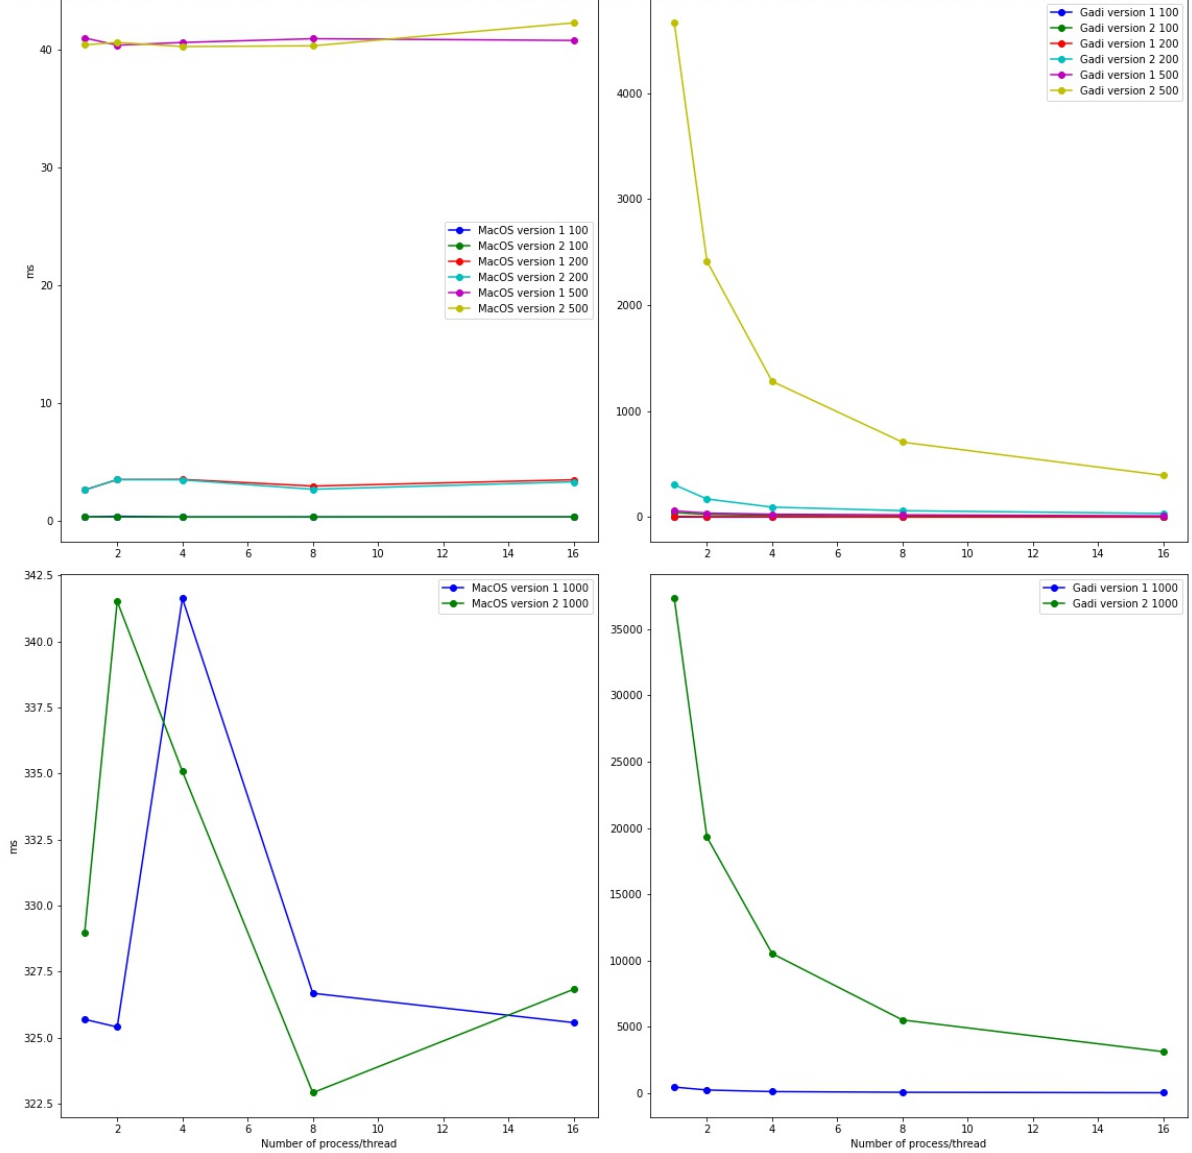 40
30
20
10
0
ms
MacOS version 1 100
MacOS version 2 100
MacOS version 1 200
MacOS version 2 200
MacOS version 1 500
MacOS version 2 500
2 4 6 8 10 12 14 16
4000
3000
2000
1000
0
Gadi version 1 100
Gadi version 2 100
Gadi version 1 200
Gadi version 2 200
Gadi version 1 500
Gadi version 2 500
2 4 6 8 10 12 14 16
342.5
340.0
337.5
335.0
332.5
330.0
327.5
325.0
322.5
ms
MacOS version 1 1000
MacOS version 2 1000
2 4 6 8 10 12 14 16
Number of process/thread
35000
30000
25000
20000
15000
10000
5000
0
Gadi version 1 1000
Gadi version 2 1000
2 4 6 8 10 12 14 16
Number of process/thread